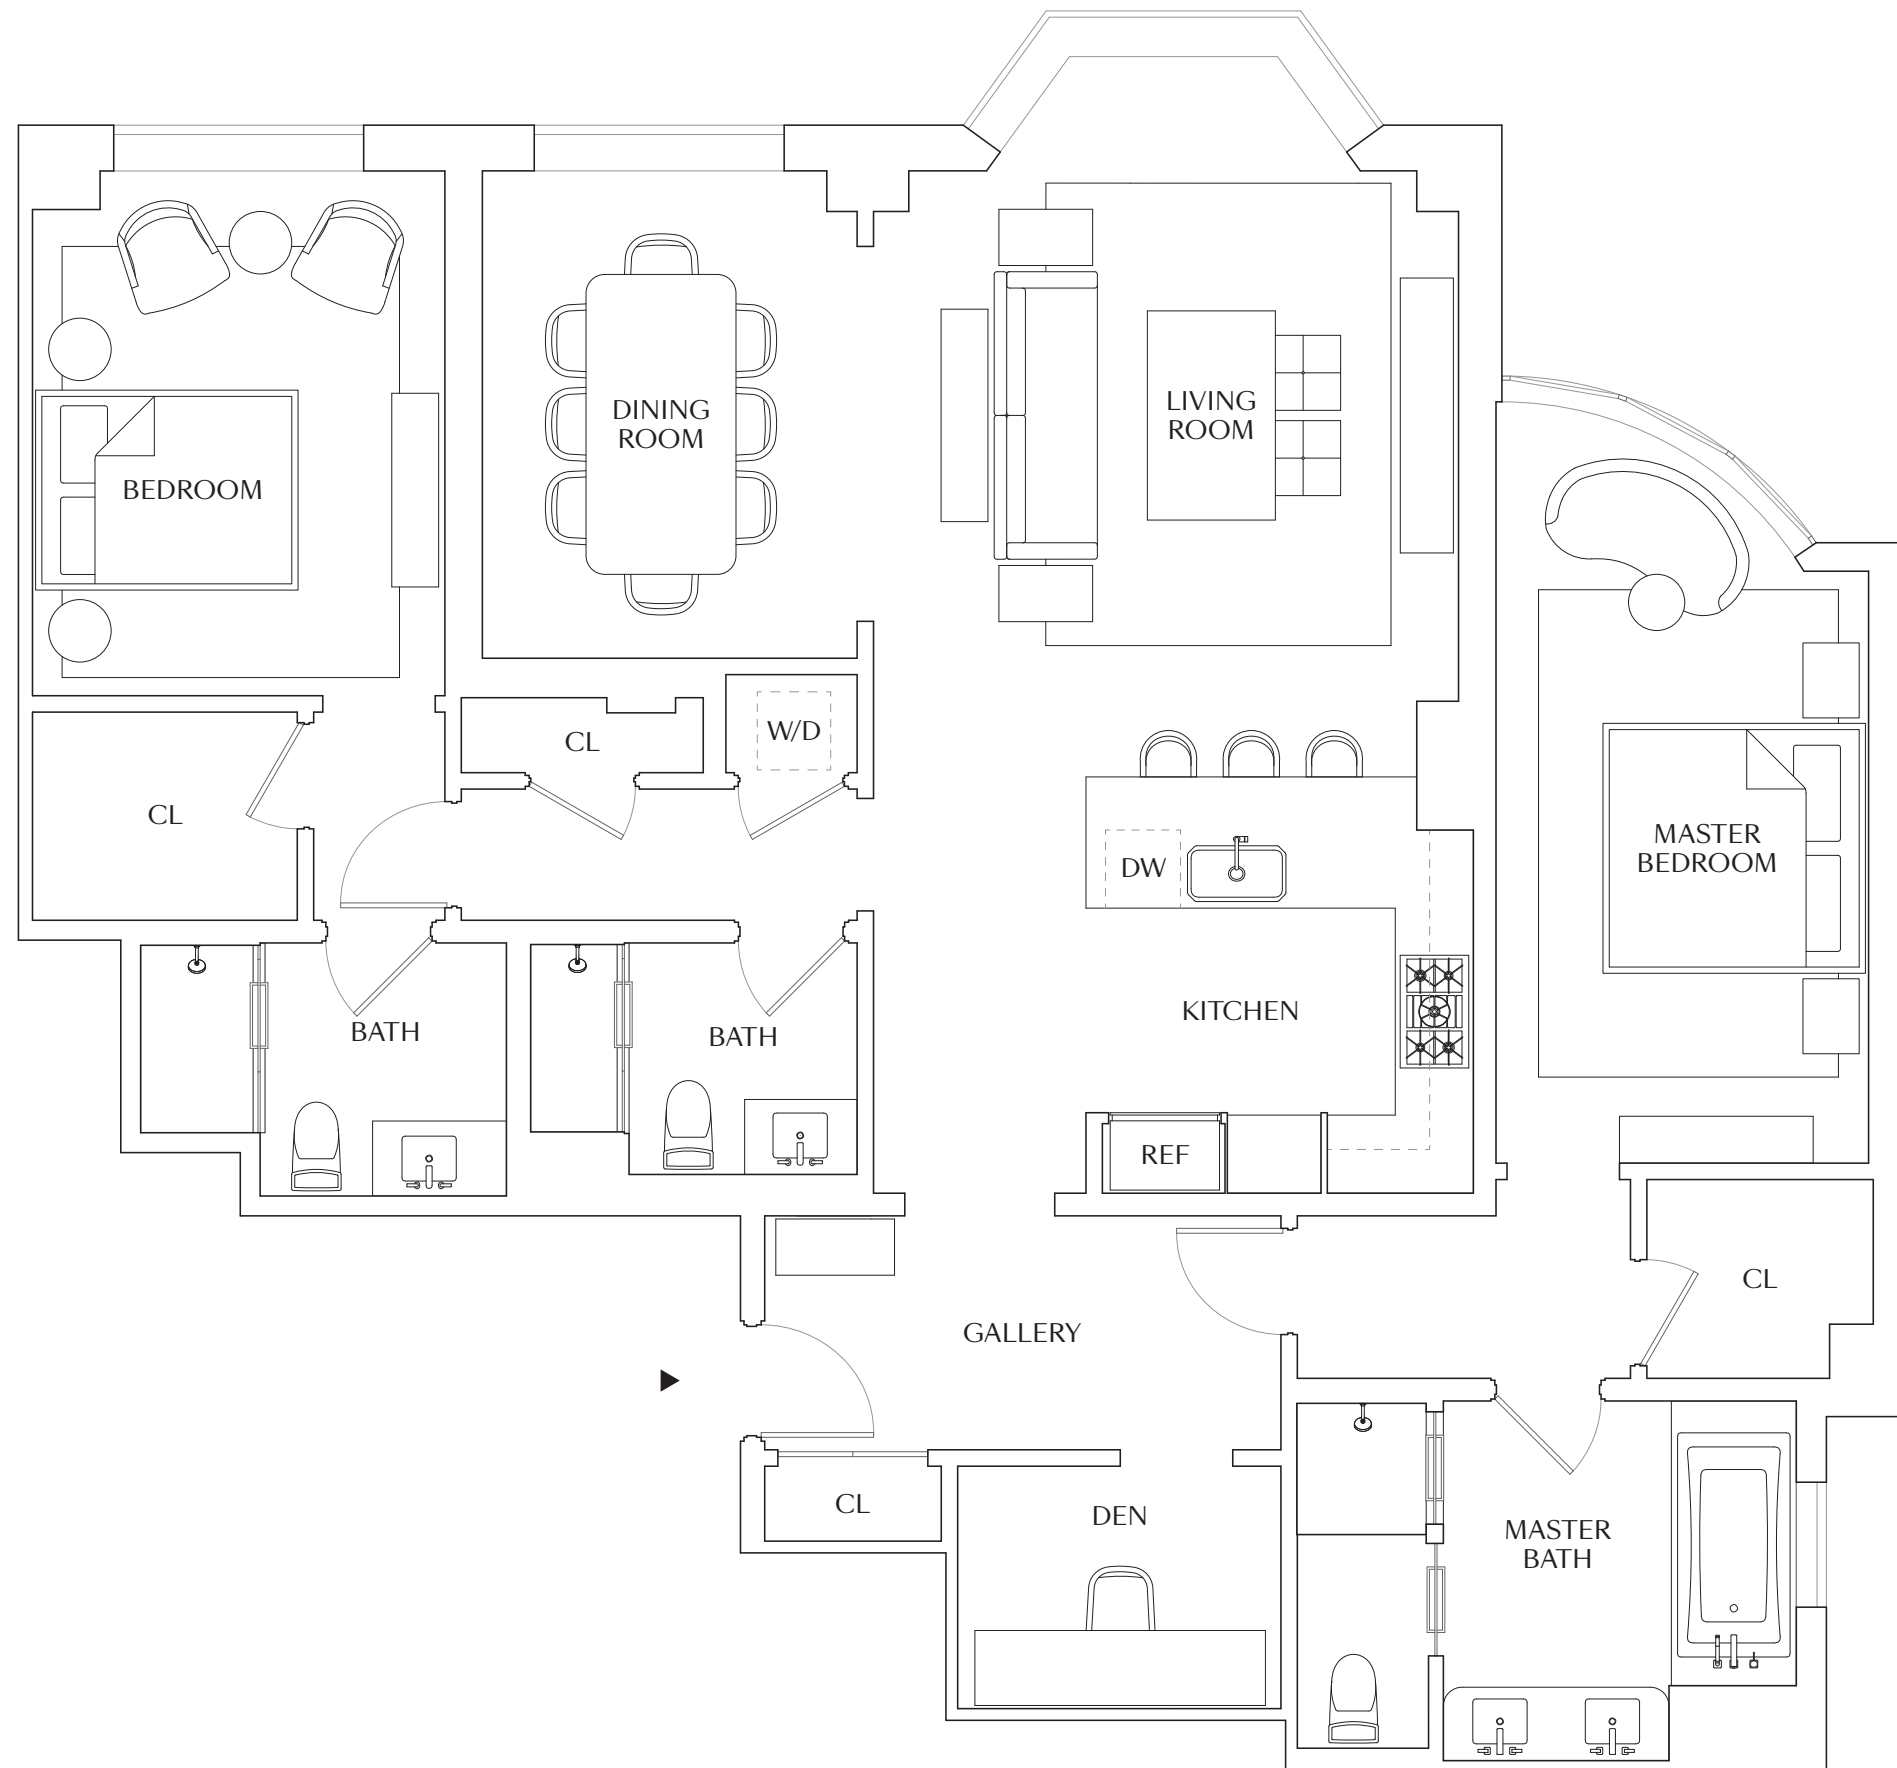 DINING
ROOM
LIVING
ROOM
BEDROOM
CL
W/D
CL
DW
MASTER
BEDROOM
KITCHEN
BATH
BATH
REF
CL
GALLERY
CL
DEN
MASTER
BATH